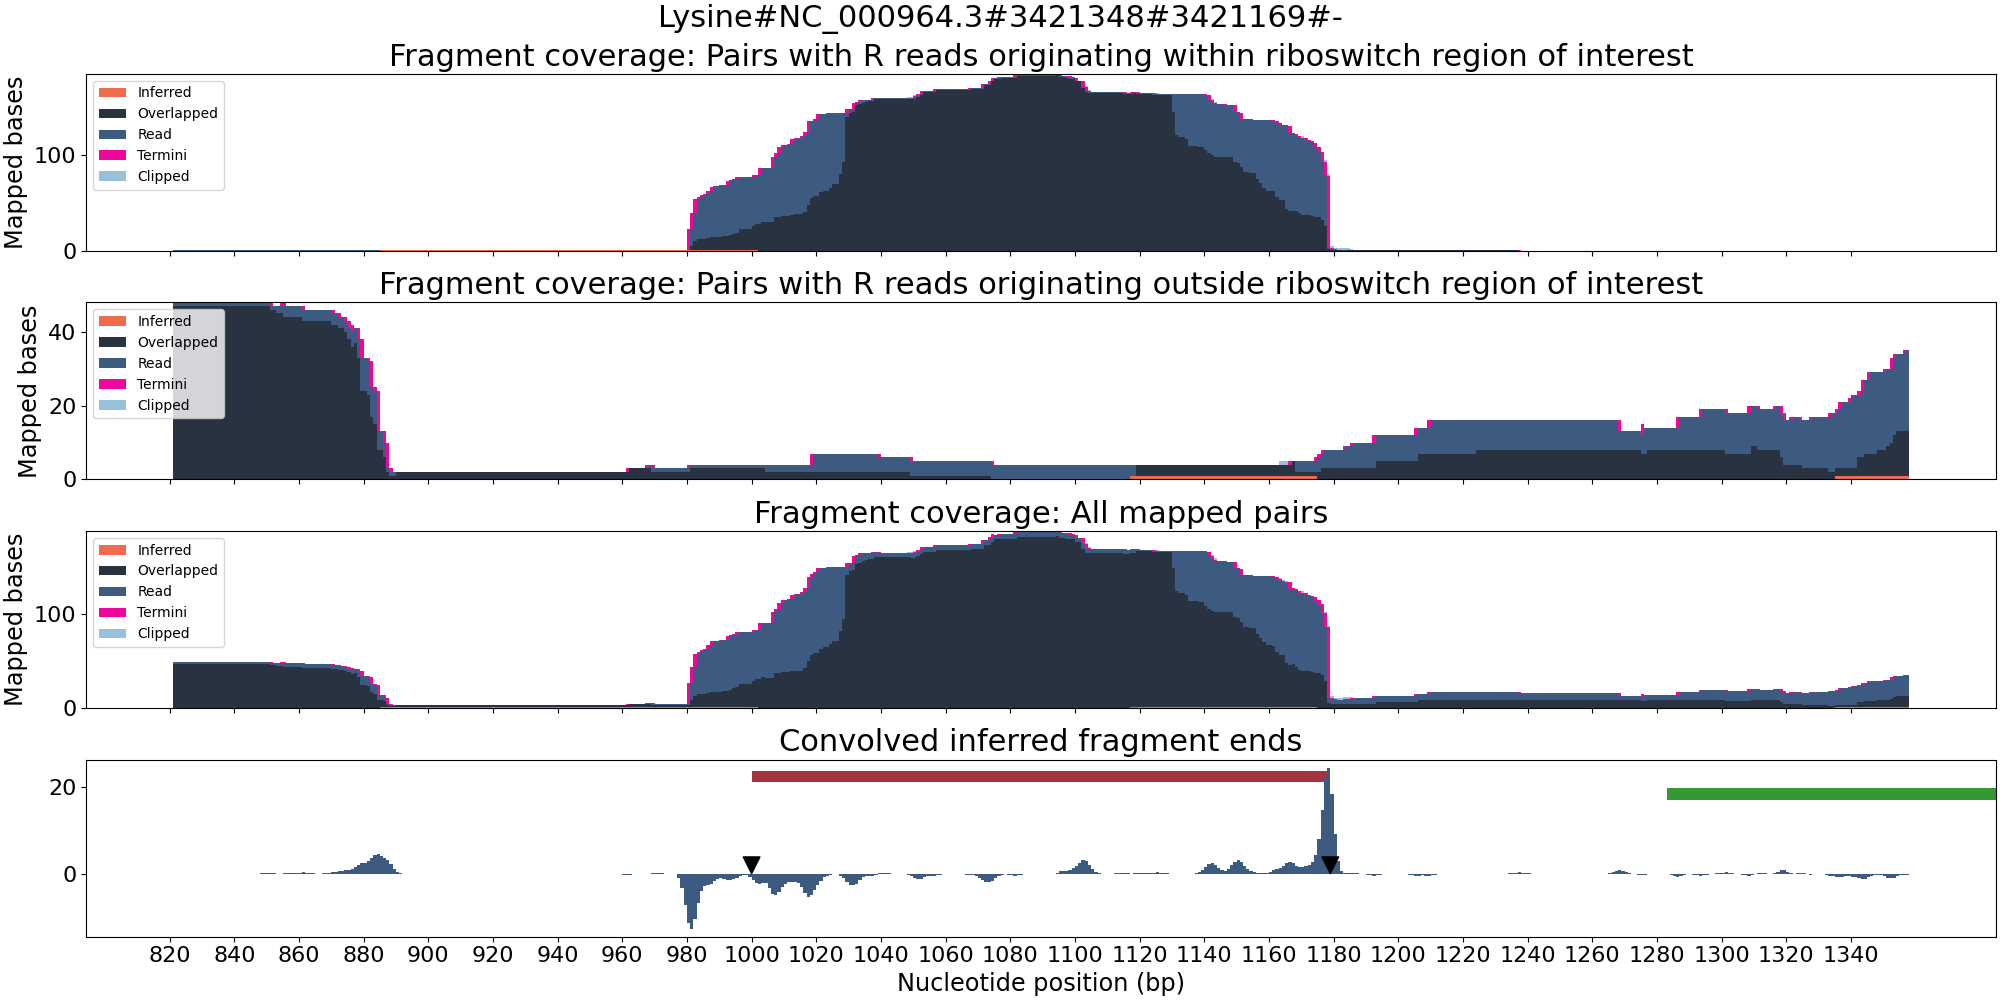 Lysine#NC_000964.3#3421348#3421169#-
Fragment coverage: Pairs with R reads originating within riboswitch region of interest
Mapped bases
100
0
Inferred
Overlapped
Read
Termini
Clipped
Fragment coverage: Pairs with R reads originating outside riboswitch region of interest
Mapped bases
40
20
0
Inferred
Overlapped
Read
Termini
Clipped
Fragment coverage: All mapped pairs
Mapped bases
100
0
Inferred
Overlapped
Read
Termini
Clipped
Convolved inferred fragment ends
20
0
820 840 860 880 900 920 940 960 980 1000 1020 1040 1060 1080 1100 1120 1140 1160 1180 1200 1220 1240 1260 1280 1300 1320 1340
Nucleotide position (bp)